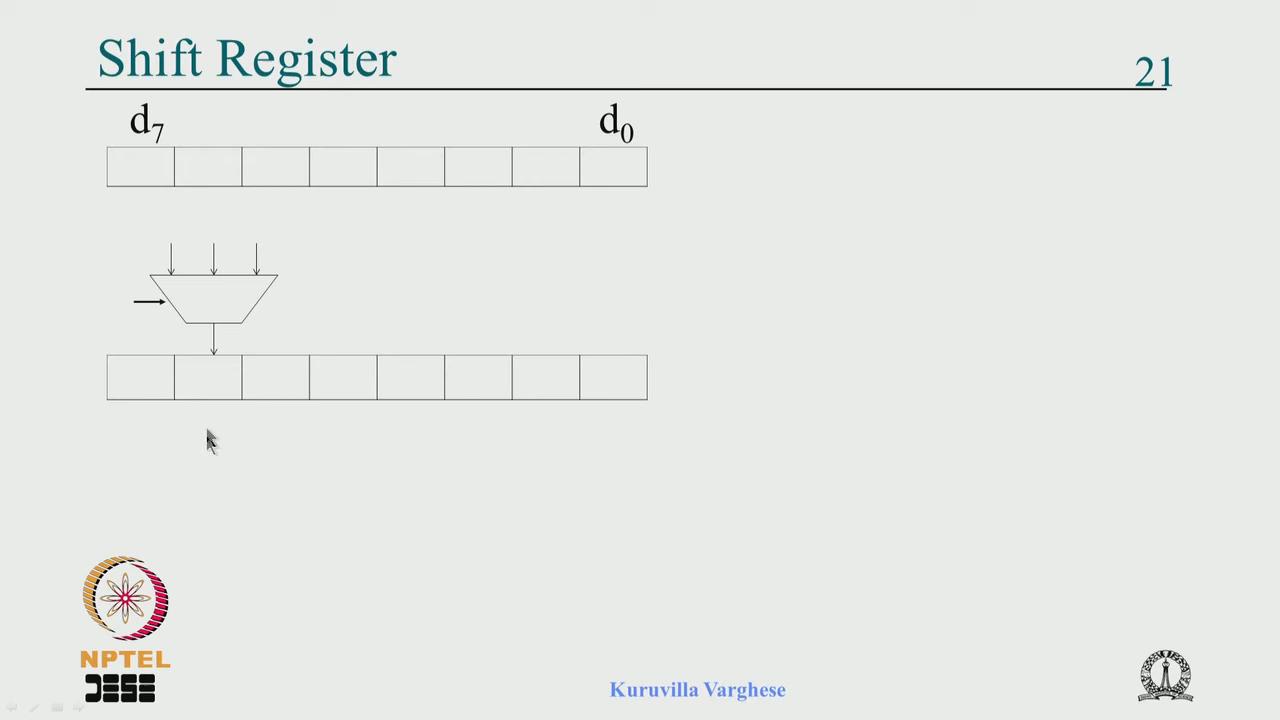 Shift Register
21
d₇ d₀
NPTEL
Kuruvilla Varghese